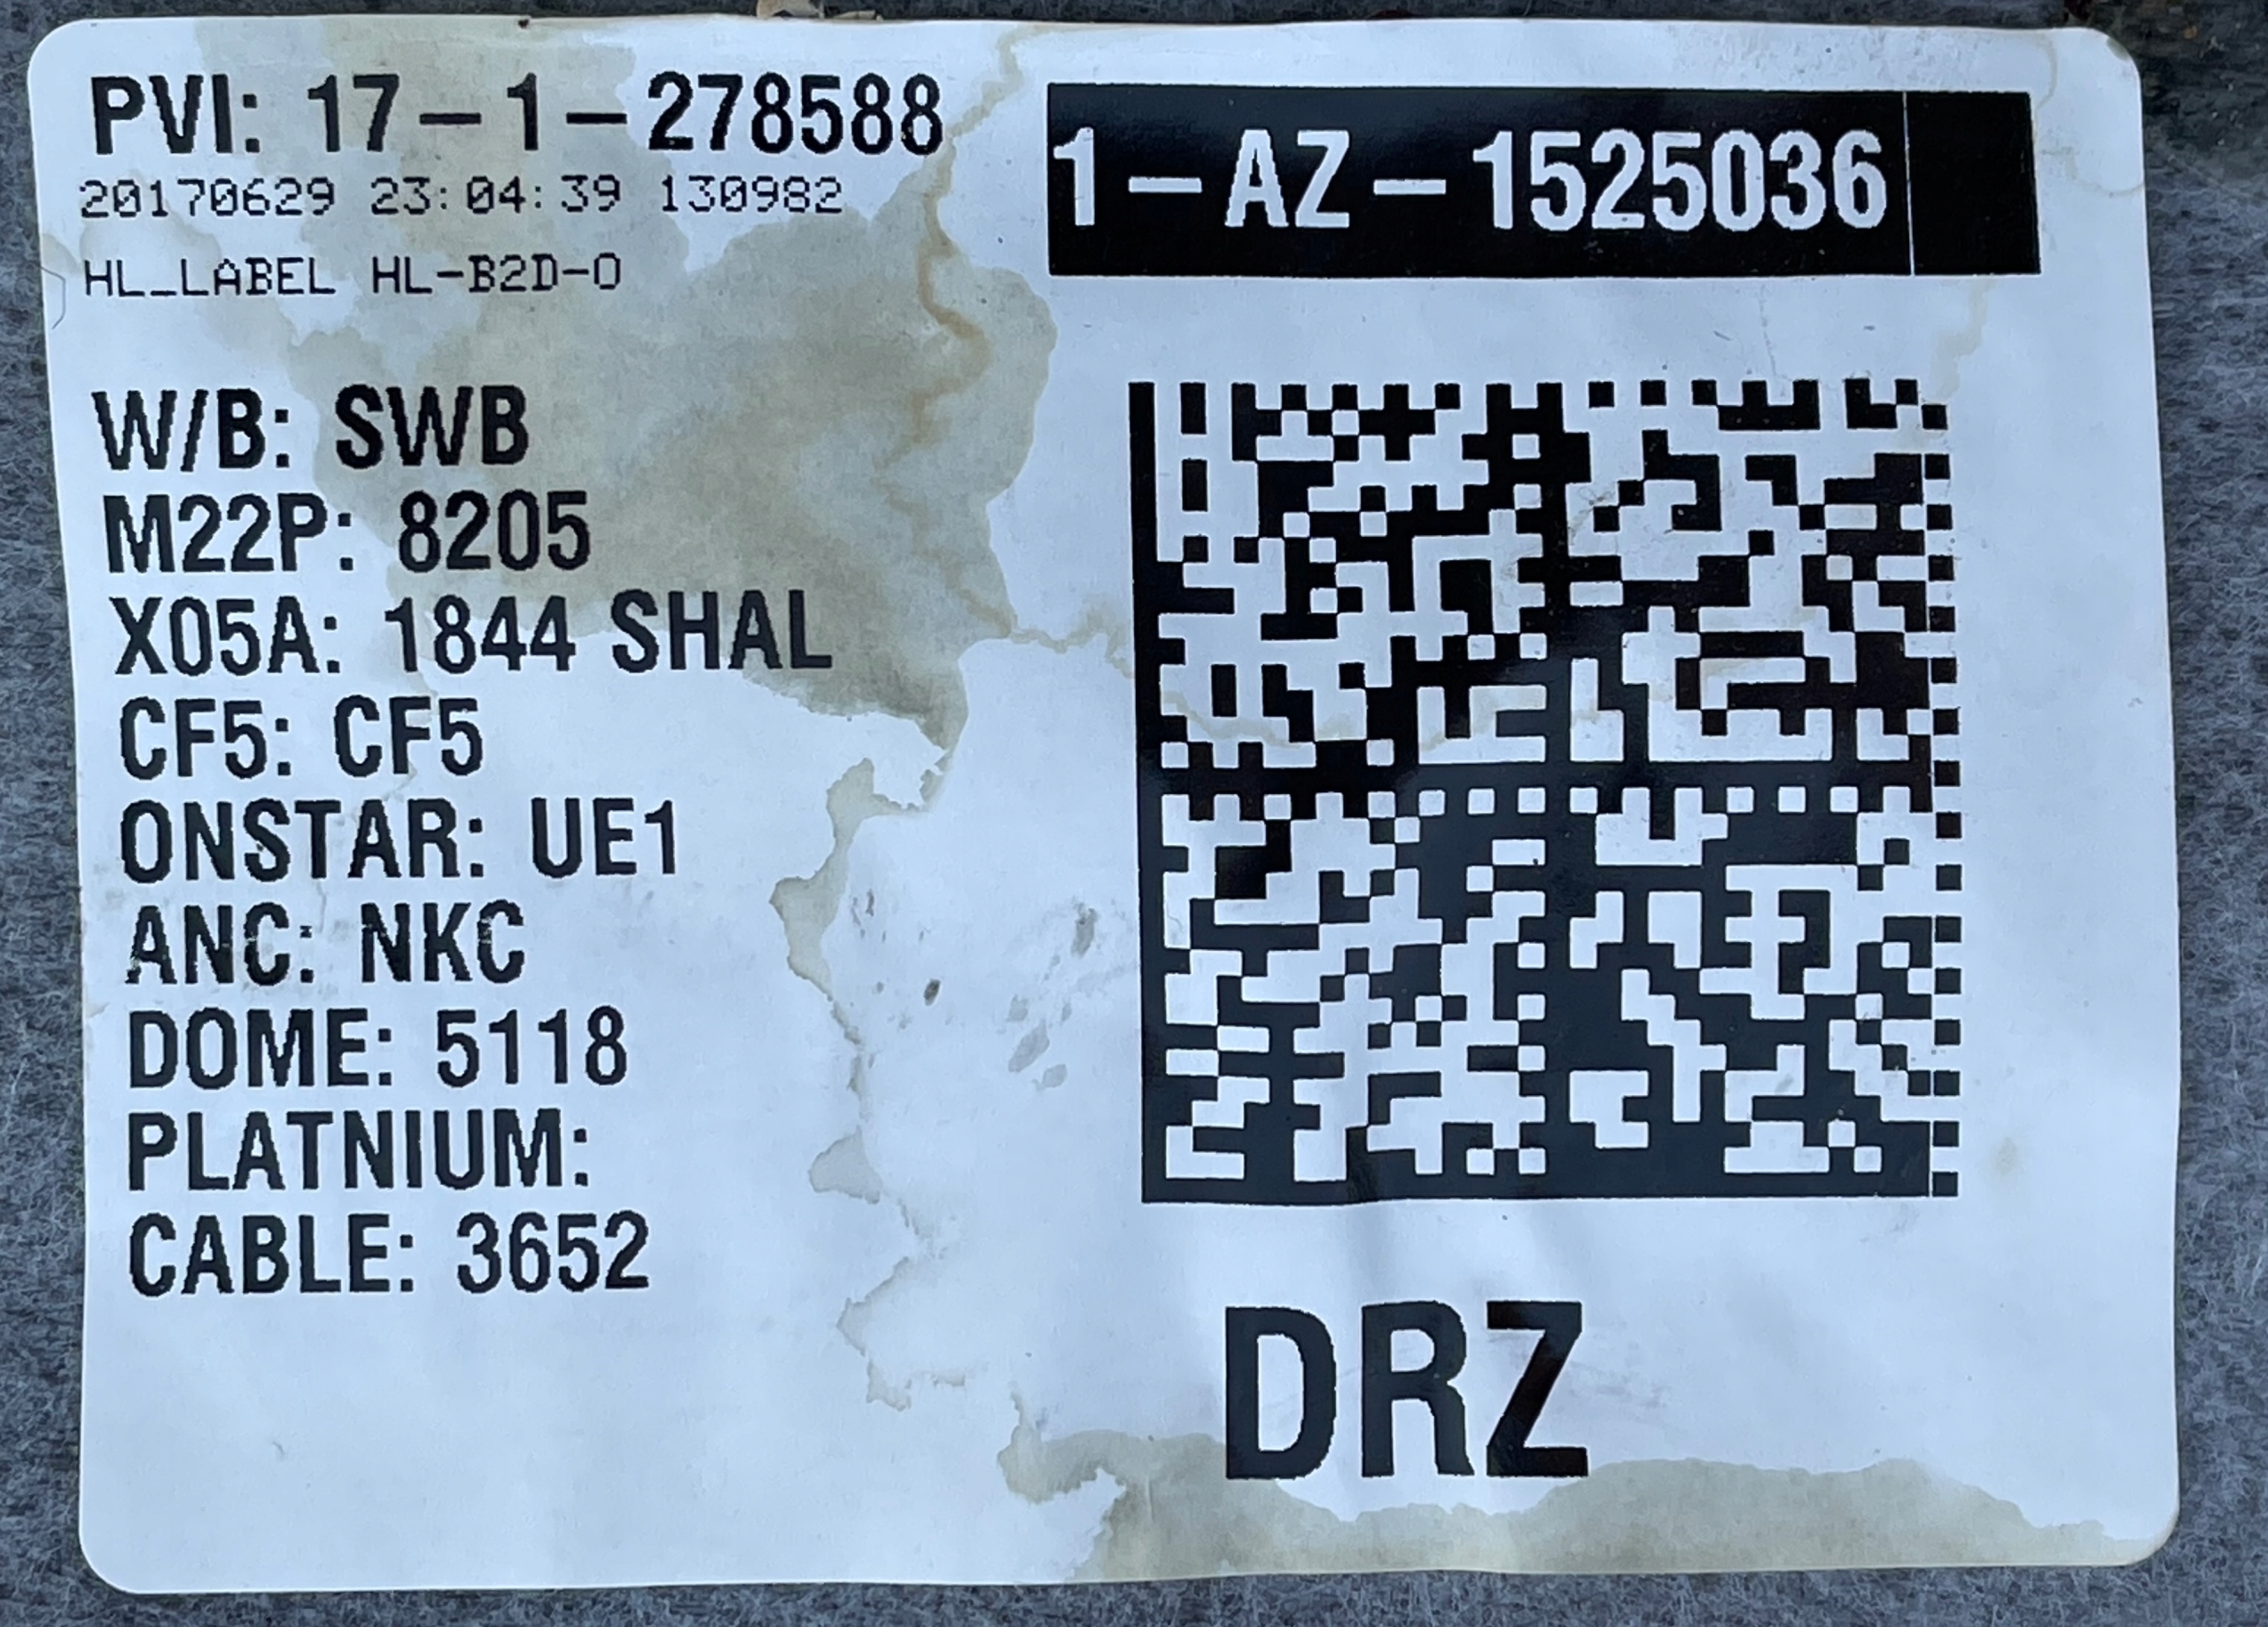 PVI: 17-1-278588
20170629 23:04:39 130982
HL_LABEL HL-B2D-O
1-AZ-1525036
W/B: SWB
M22P: 8205
X05A: 1844 SHAL
CF5: CF5
ONSTAR: UE1
ANC: NKC
DOME: 5118
PLATNIUM:
CABLE: 3652
DRZ